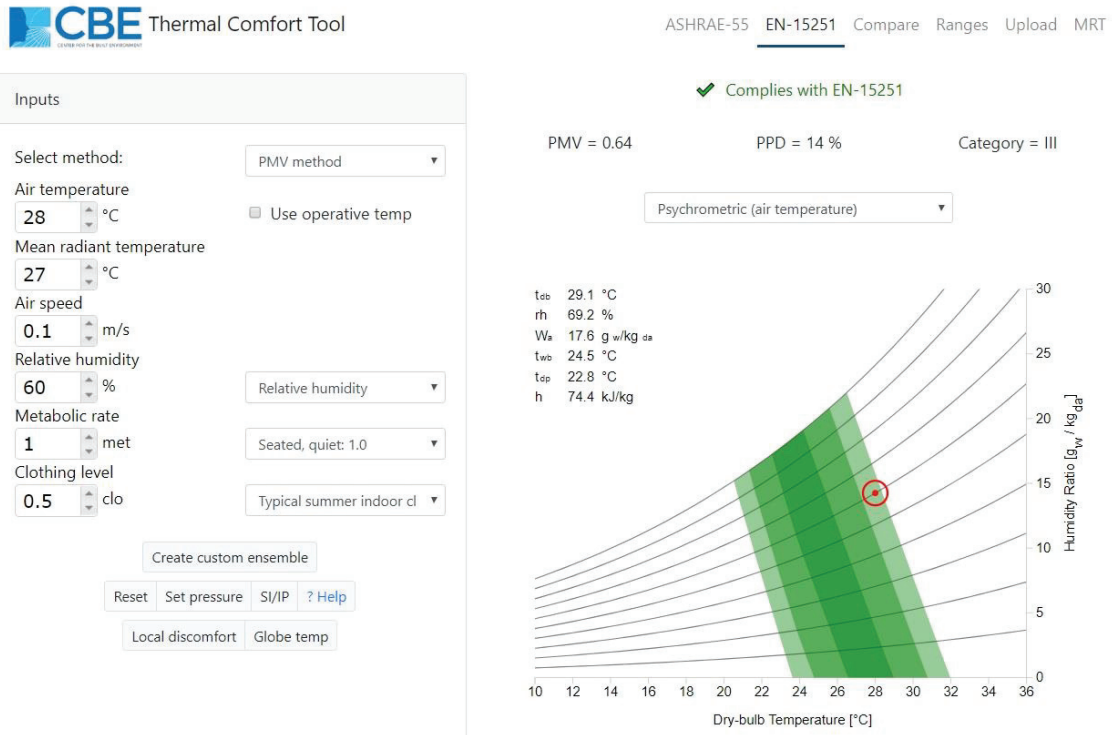 CBE Thermal Comfort Tool
CENTER FOR THE BUILT ENVIRONMENT
ASHRAE-55 EN-15251 Compare Ranges Upload MRT
Inputs
Select method: PMV method
Air temperature
28 °C Use operative temp
Mean radiant temperature
27 °C
Air speed
0.1 m/s
Relative humidity
60 % Relative humidity
Metabolic rate
1 met Seated, quiet: 1.0
Clothing level
0.5 clo Typical summer indoor cl
Create custom ensemble
Reset Set pressure SI/IP ? Help
Local discomfort Globe temp
Complies with EN-15251
PMV = 0.64 PPD = 14 % Category = III
Psychrometric (air temperature)
tdb 29.1 °C
rh 69.2 %
Wa 17.6 g w/kg da
twb 24.5 °C
tdp 22.8 °C
h 74.4 kJ/kg
30
25
20
15
10
5
0
Humidity Ratio [gw / kgda]
10 12 14 16 18 20 22 24 26 28 30 32 34 36
Dry-bulb Temperature [°C]